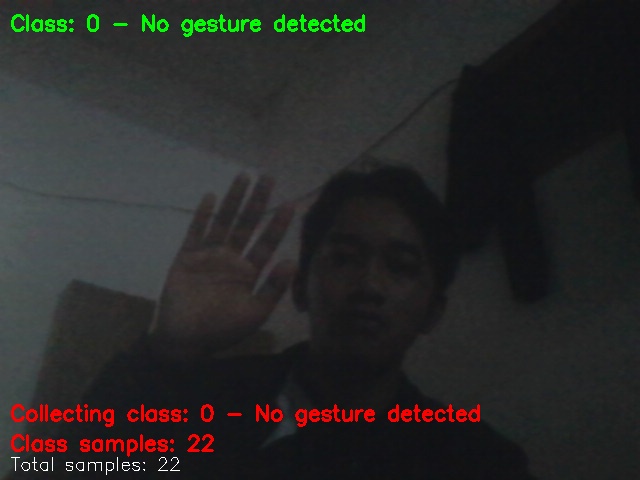 Class: 0 - No gesture detected
Collecting class: 0 - No gesture detected
Class samples: 22
Total samples: 22